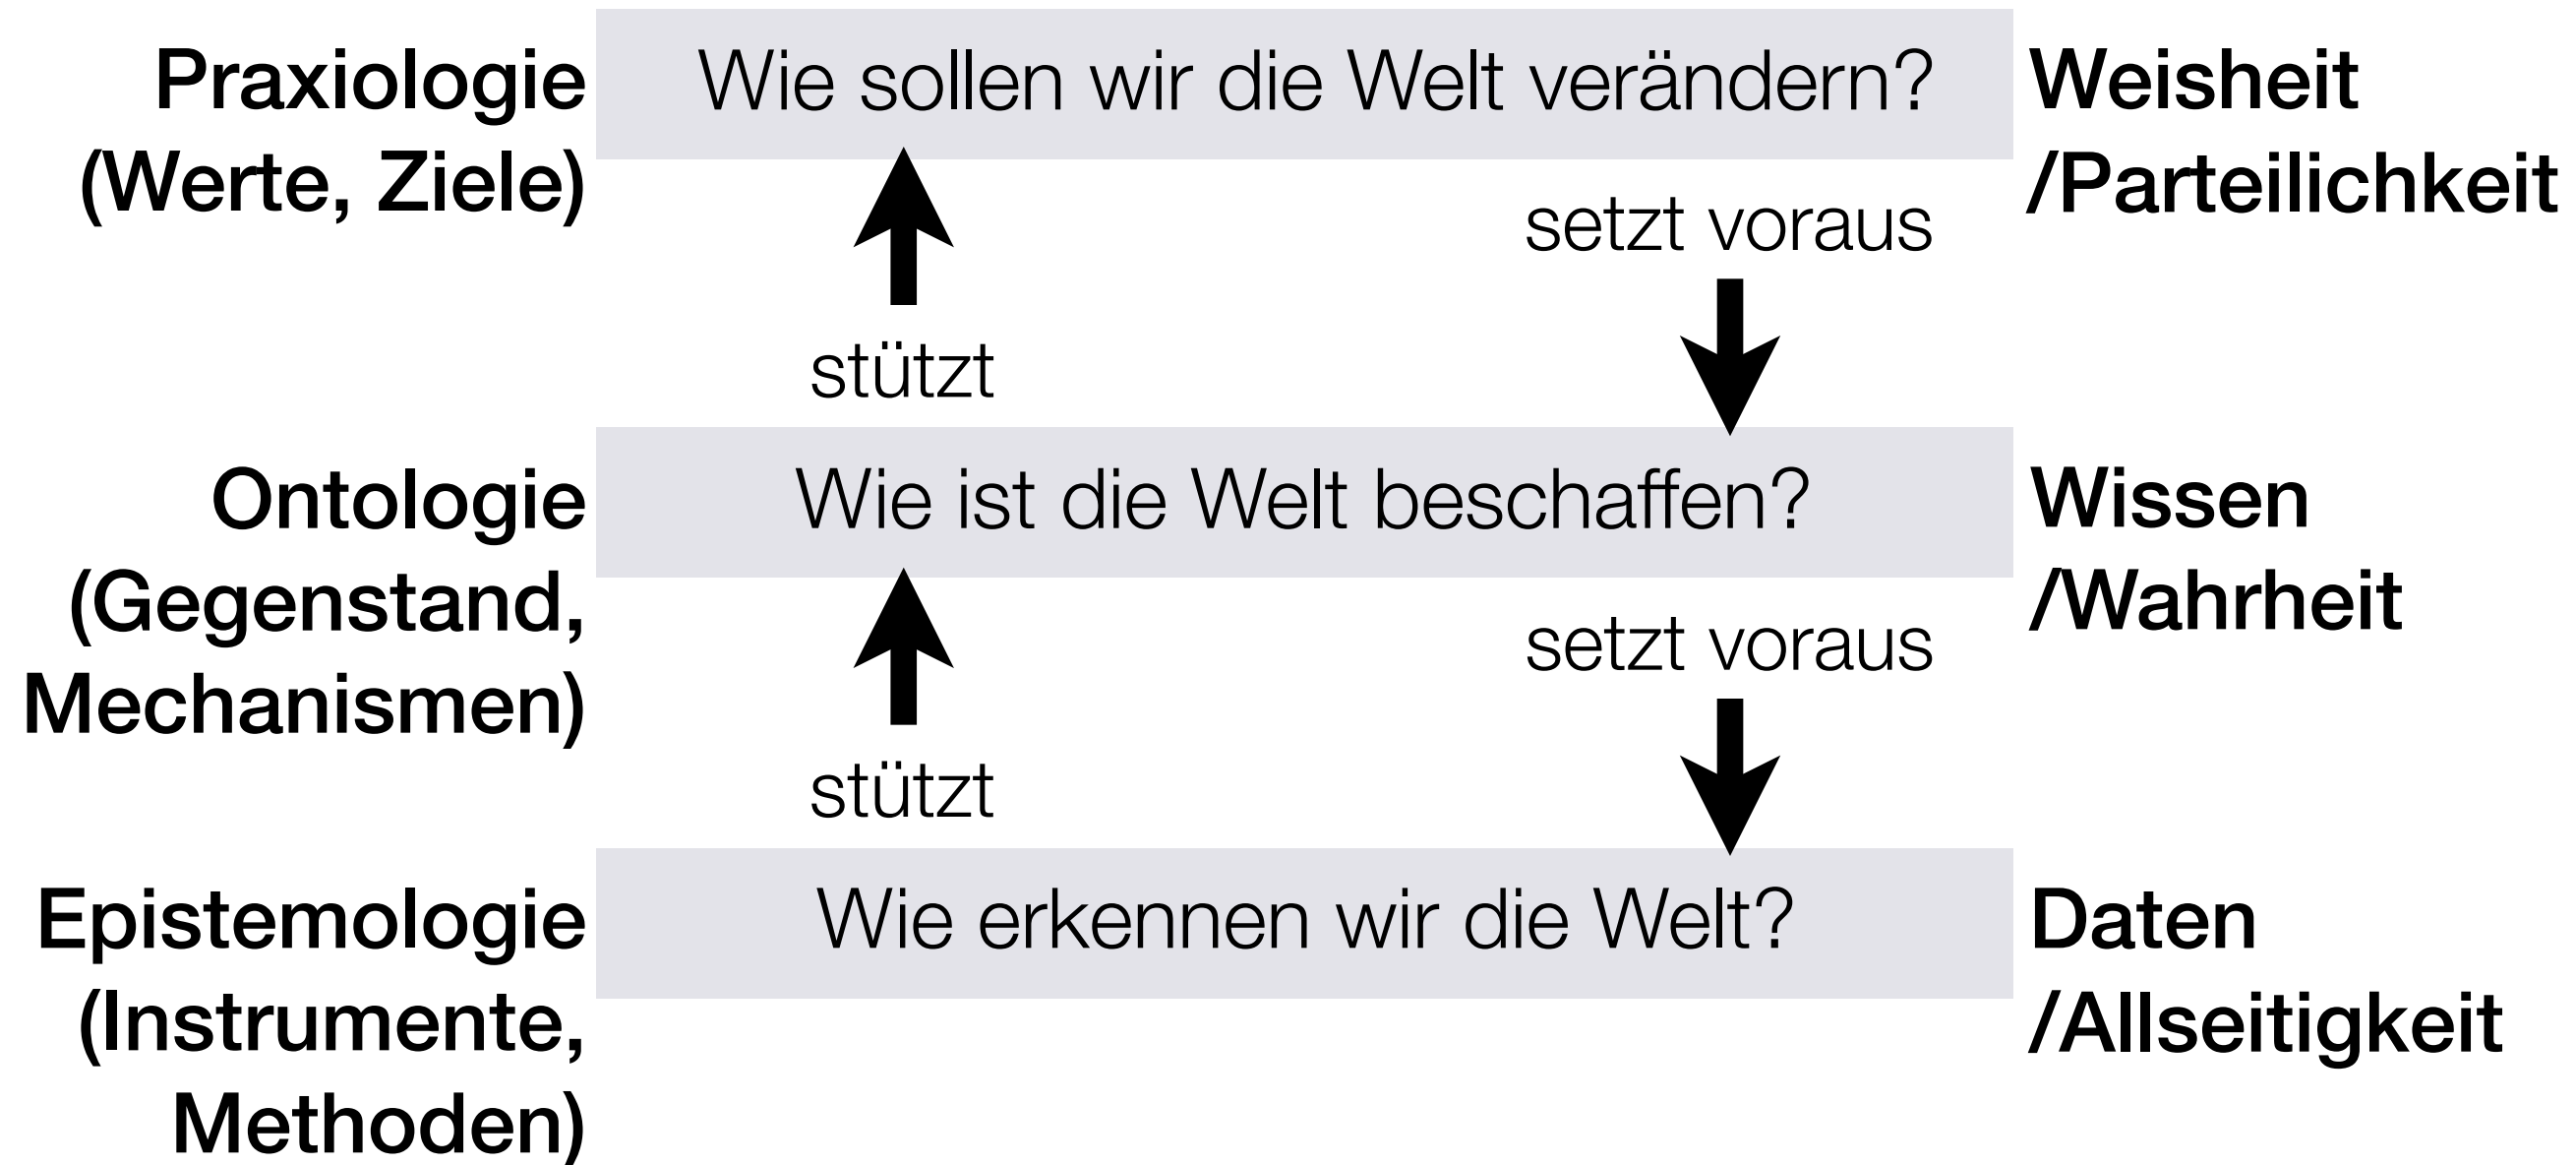 Praxiologie
(Werte, Ziele)
Wie sollen wir die Welt verändern?
Weisheit
/Parteilichkeit
stützt
setzt voraus
Ontologie
(Gegenstand,
Mechanismen)
Wie ist die Welt beschaffen?
Wissen
/Wahrheit
stützt
setzt voraus
Epistemologie
(Instrumente,
Methoden)
Wie erkennen wir die Welt?
Daten
/Allseitigkeit